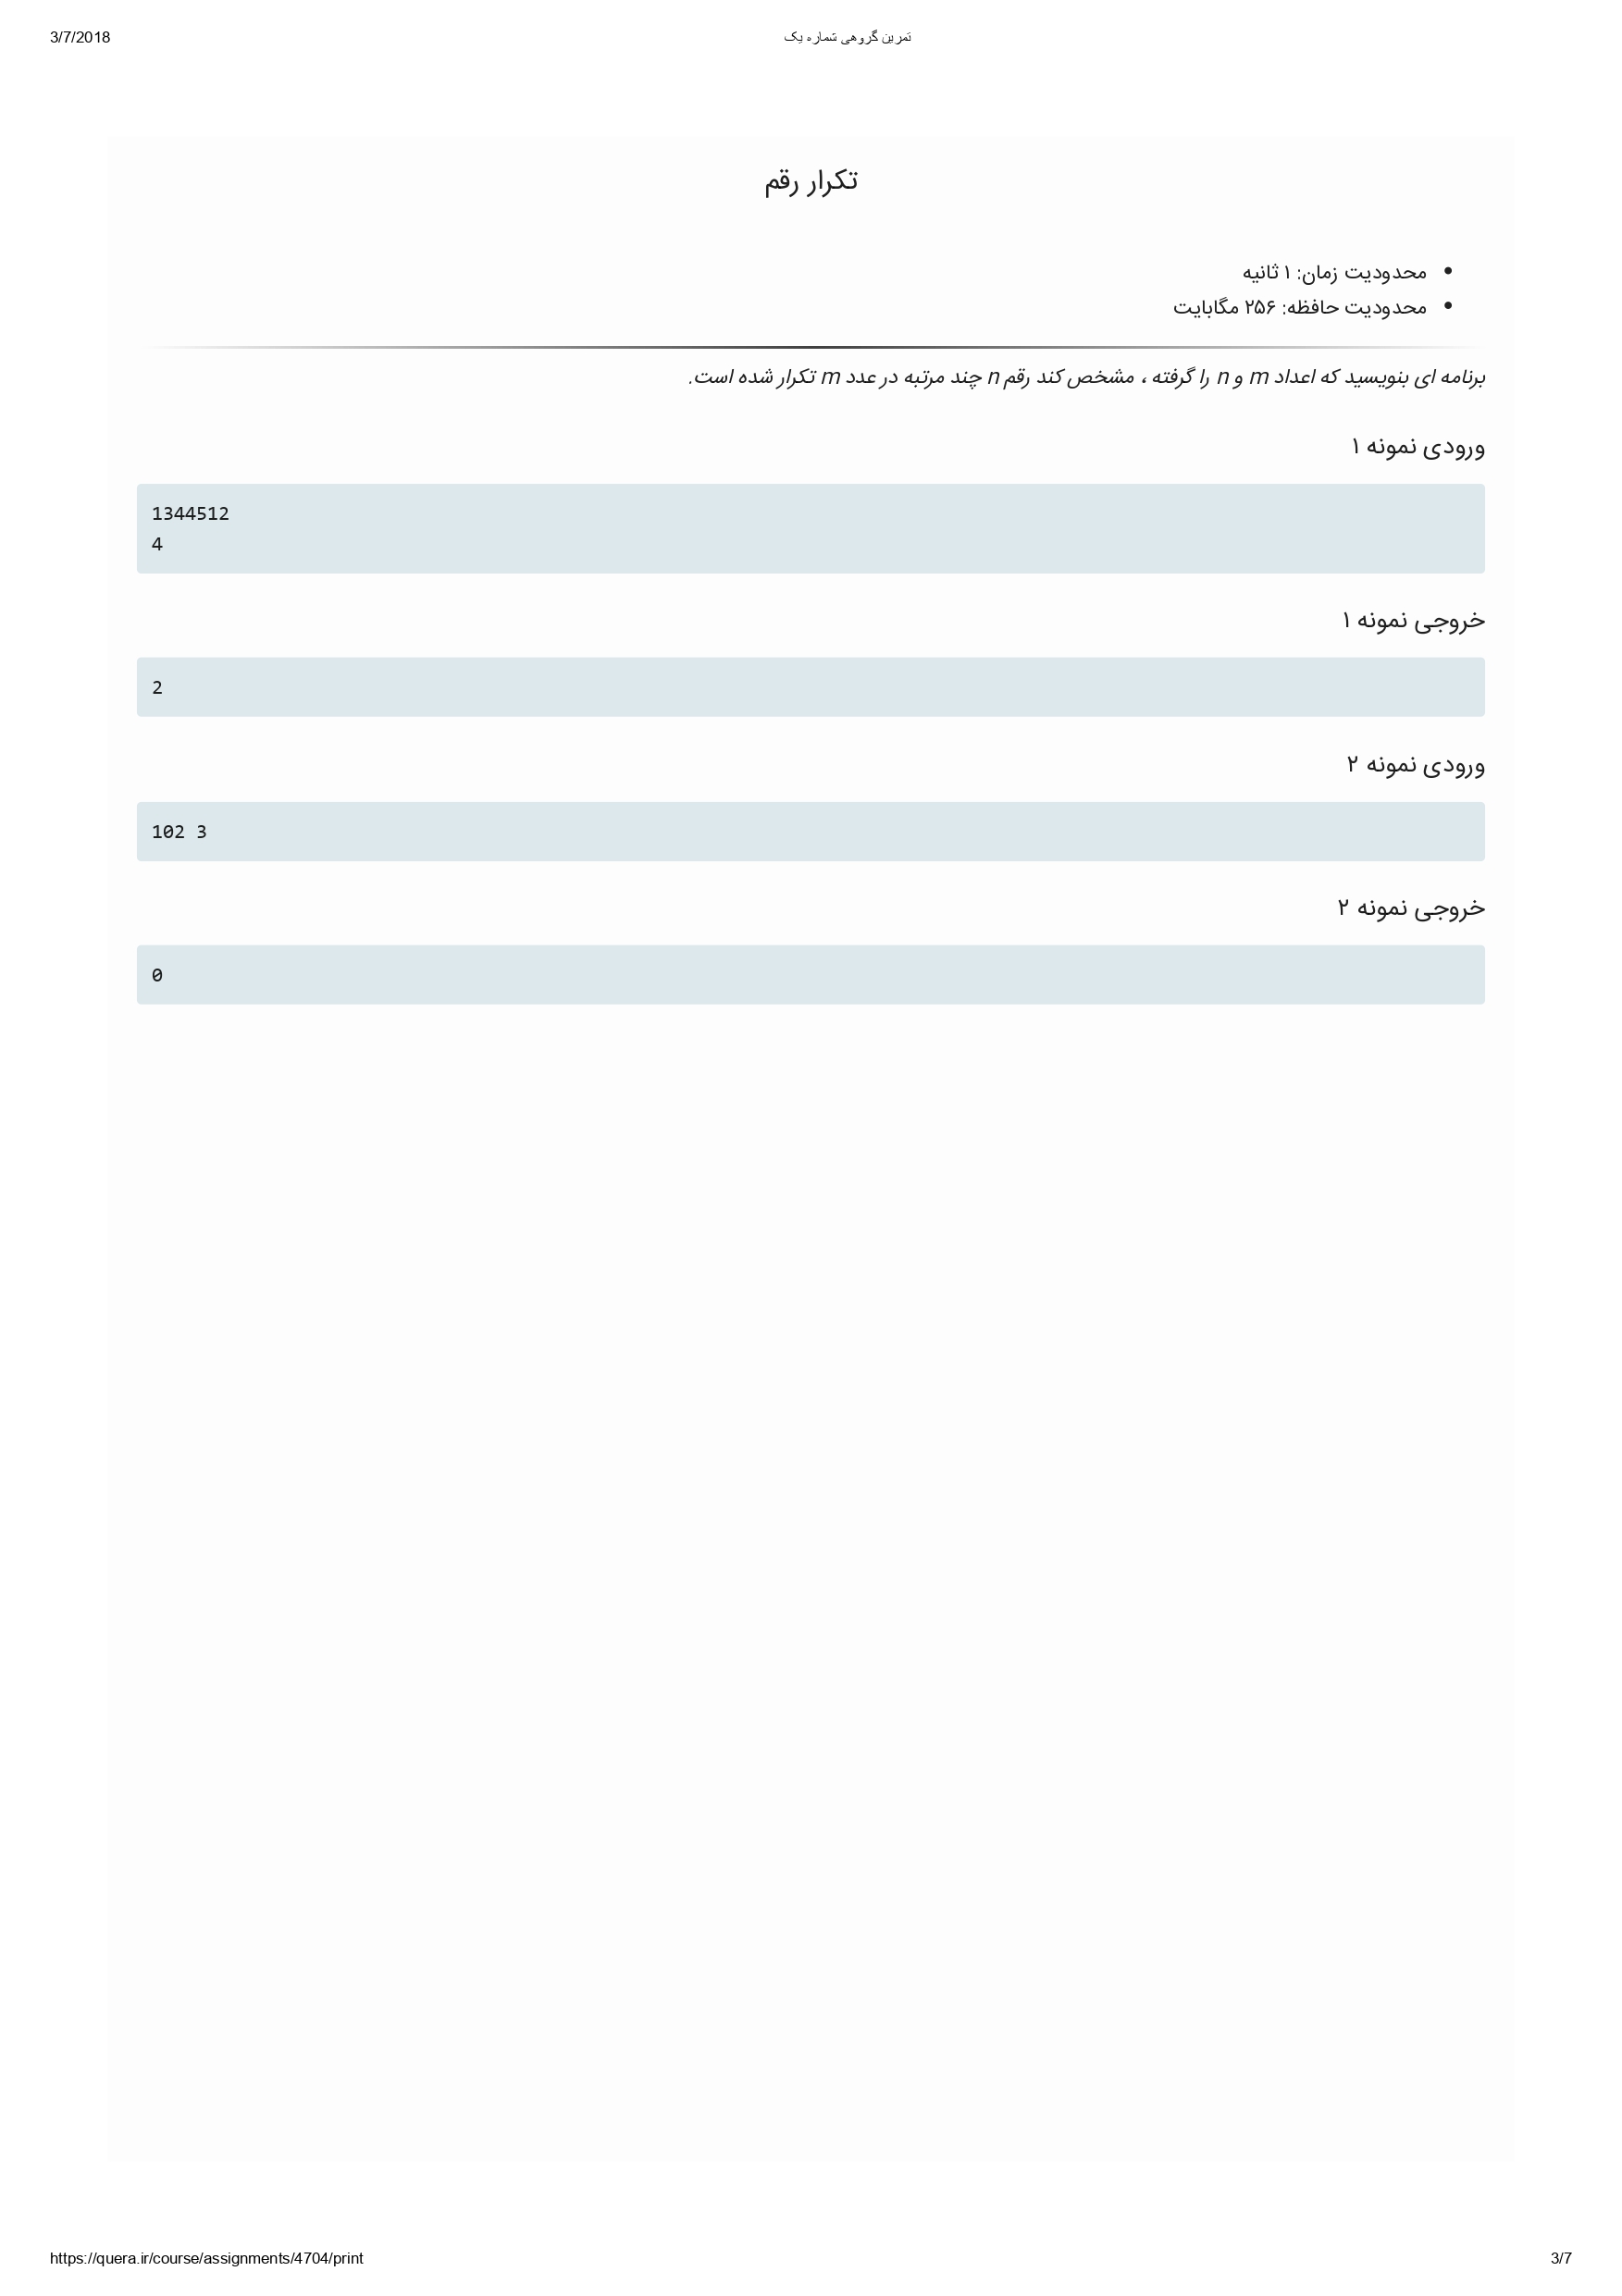 3/7/2018
تمرین گروهی شماره یک
تکرار رقم
• محدودیت زمان: ۱ ثانیه
• محدودیت حافظه: ۲۵۶ مگابایت
برنامه ای بنویسید که اعداد m و n را گرفته ، مشخص کند رقم n چند مرتبه در عدد m تکرار شده است.
ورودی نمونه ۱
1344512
4
خروجی نمونه ۱
2
ورودی نمونه ۲
102 3
خروجی نمونه ۲
0
https://quera.ir/course/assignments/4704/print
3/7